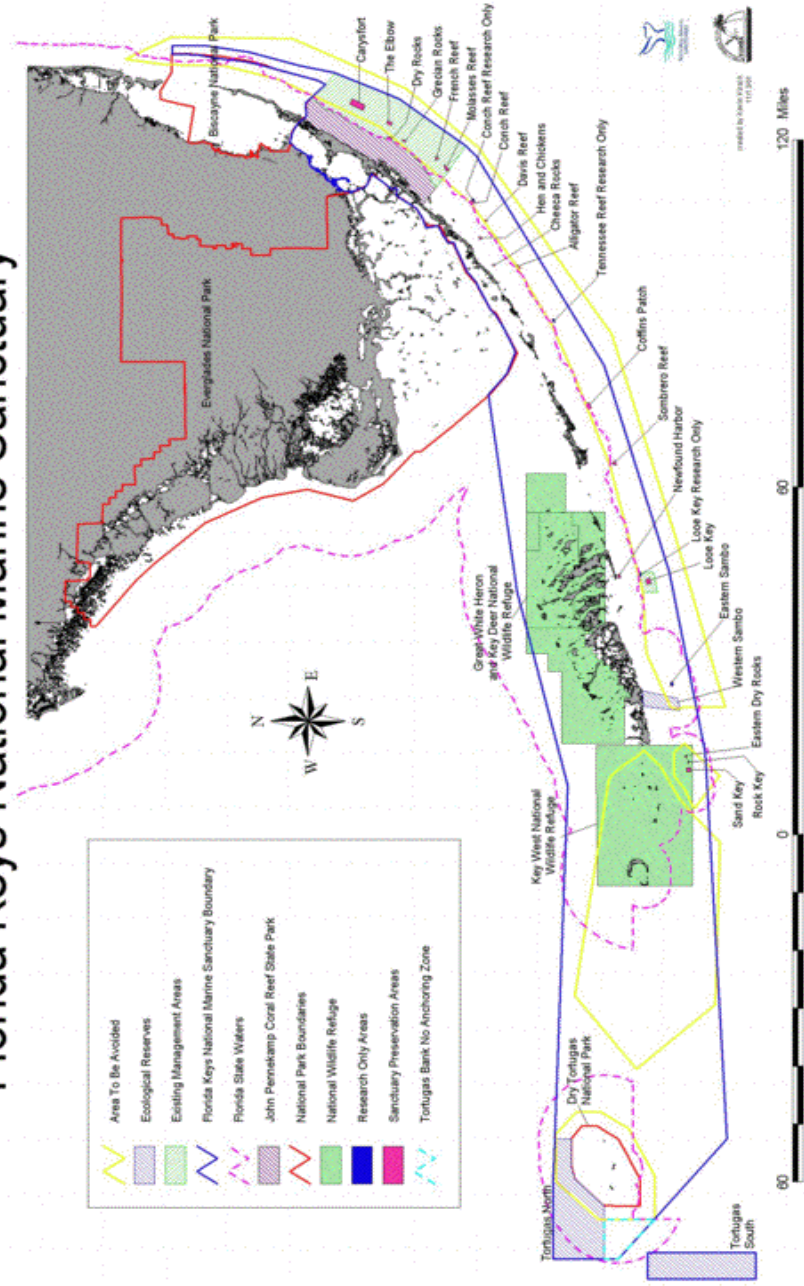 Florida Keys National Marine Sanctuary
Biscayne National Park
Everglades National Park
Carysfort
The Elbow
Dry Rocks
Grecian Rocks
French Reef
Molasses Reef
Conch Reef Research Only
Conch Reef
Davis Reef
Hen and Chickens
Cheeca Rocks
Alligator Reef
Tennessee Reef Research Only
Coffins Patch
Sombrero Reef
Newfound Harbor
Looe Key Research Only
Looe Key
Eastern Sambo
Western Sambo
Eastern Dry Rocks
Rock Key
Sand Key
Great White Heron
and Key Deer National
Wildlife Refuge
Key West National
Wildlife Refuge
Dry Tortugas
National Park
Tortugas North
Tortugas
South
N
W
E
S
Area To Be Avoided
Ecological Reserves
Existing Management Areas
Florida Keys National Marine Sanctuary Boundary
Florida State Waters
John Pennekamp Coral Reef State Park
National Park Boundaries
National Wildlife Refuge
Research Only Areas
Sanctuary Preservation Areas
Tortugas Bank No Anchoring Zone
60
0
60
120 Miles
created by Kevin